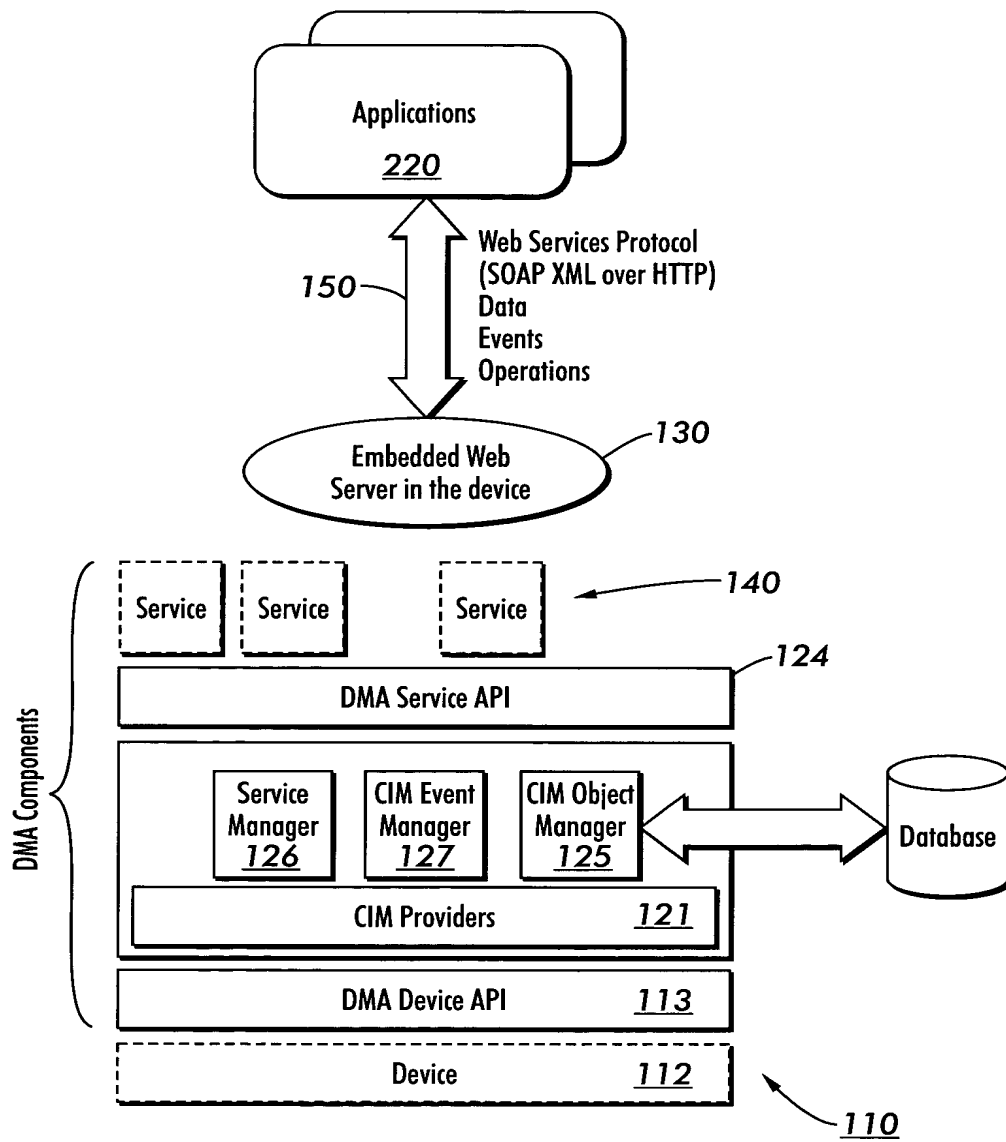 Applications
220
150
Web Services Protocol
(SOAP XML over HTTP)
Data
Events
Operations
130
Embedded Web
Server in the device
140
Service
Service
Service
124
DMA Service API
DMA Components
Service
Manager
126
CIM Event
Manager
127
CIM Object
Manager
125
Database
CIM Providers
121
DMA Device API
113
Device
112
110